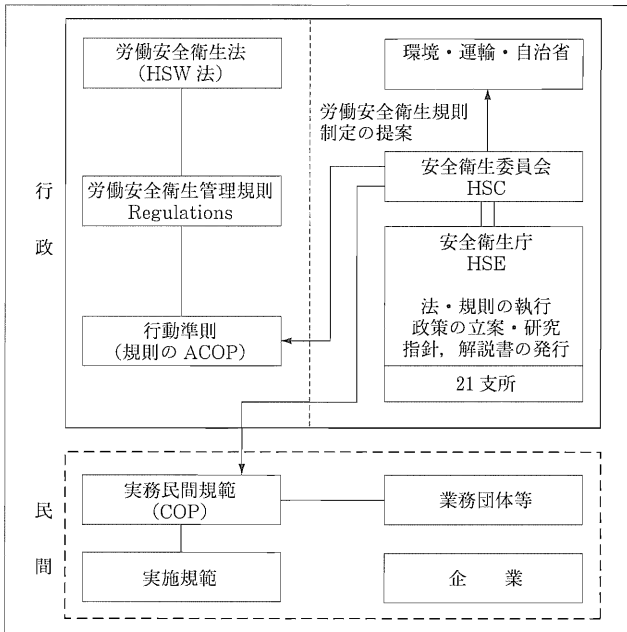 労働安全衛生法
(HSW 法)
環境・運輸・自治省
労働安全衛生規則
制定の提案
安全衛生委員会
HSC
行
政
労働安全衛生管理規則
Regulations
安全衛生庁
HSE
法・規則の執行
政策の立案・研究
指針，解説書の発行
21 支所
行動準則
(規則の ACOP)
民
間
実務民間規範
(COP)
業務団体等
実施規範
企　業